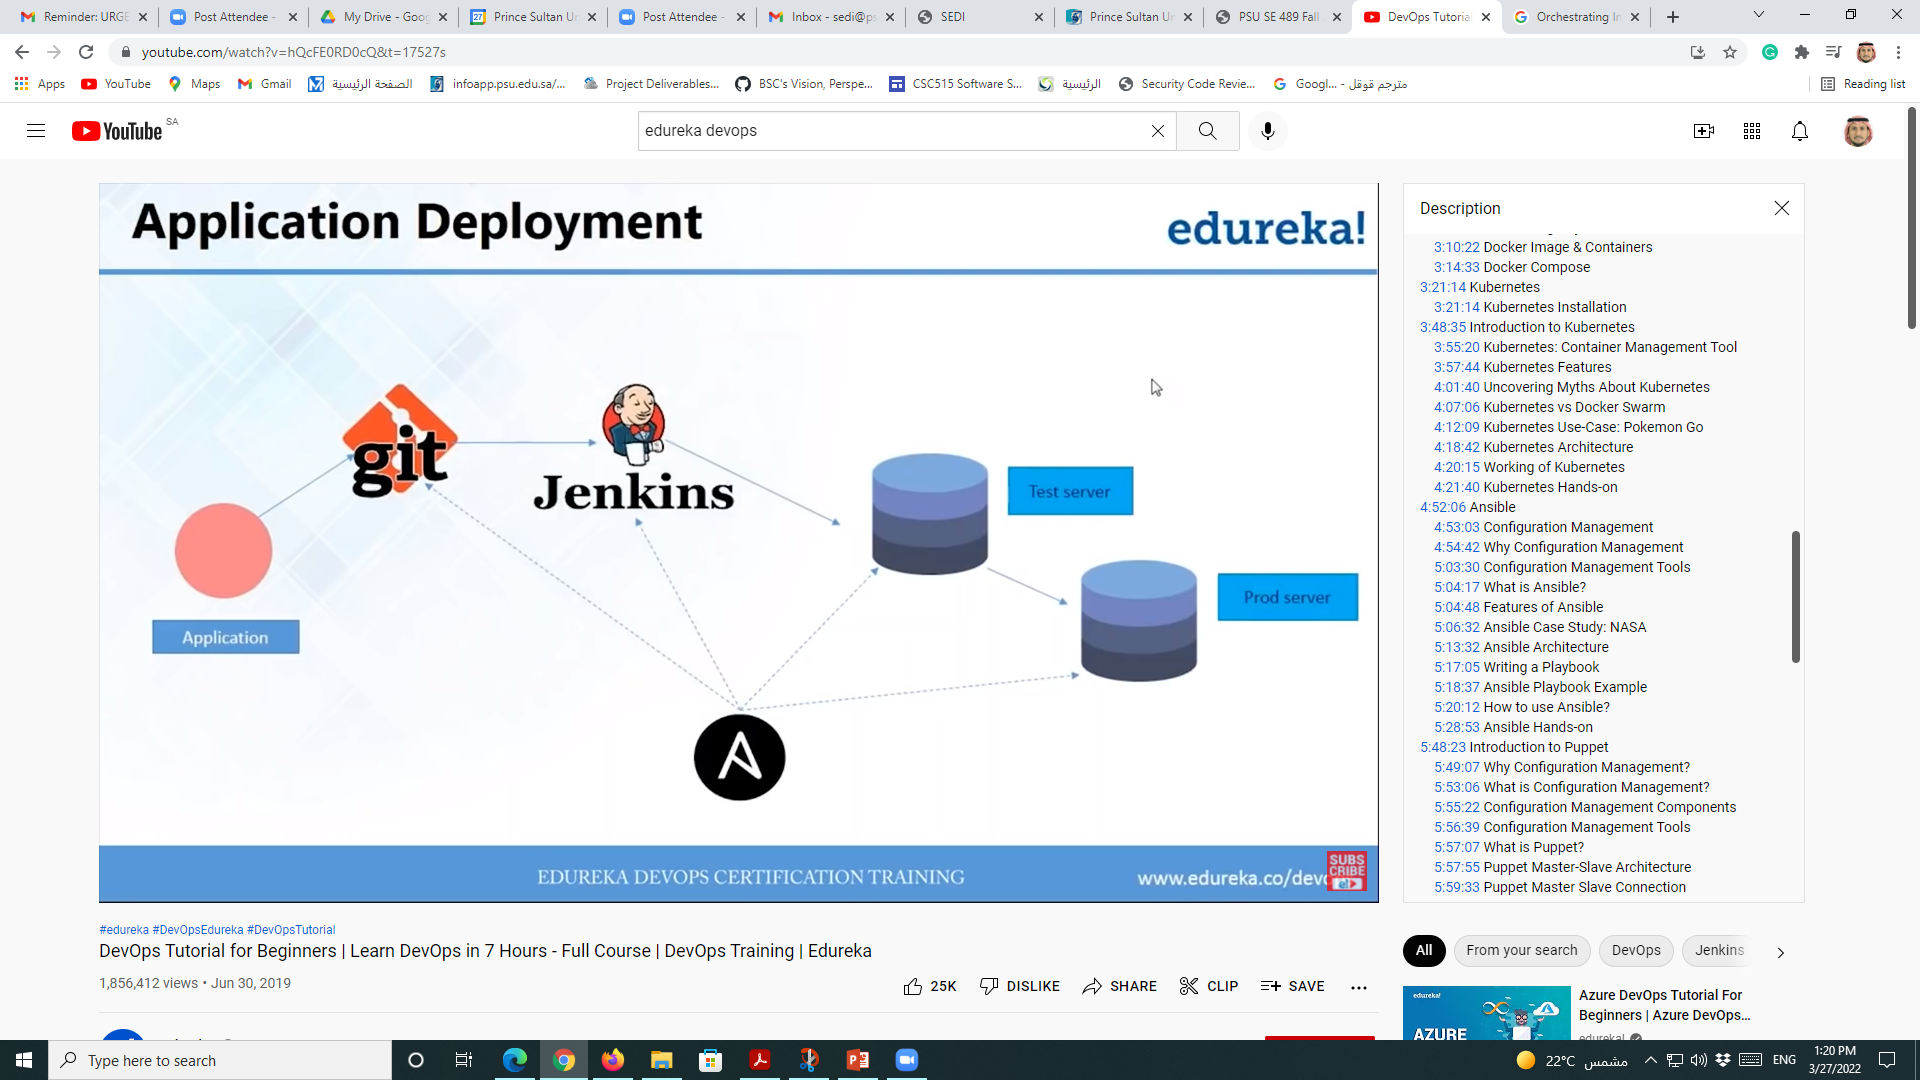 Reminder: URGE
Post Attendee -
My Drive - Goog
Prince Sultan Un
Post Attendee -
Inbox - sedi@ps
SEDI
Prince Sultan Un
PSU SE 489 Fall
DevOps Tutorial
Orchestrating In
youtube.com/watch?v=hQcFE0RD0cQ&t=17527s
Apps
YouTube
Maps
Gmail
الصفحة الرئيسية
infoapp.psu.edu.sa/...
Project Deliverables...
BSC's Vision, Perspe...
CSC515 Software S...
الرئيسية
Security Code Revie...
مترجم قوقل - Googl...
Reading list
YouTube SA
edureka devops
Application Deployment
edureka!
git
Jenkins
Test server
Prod server
Application
EDUREKA DEVOPS CERTIFICATION TRAINING
www.edureka.co/devo
SUBSCRIBE
Description
3:10:22 Docker Image & Containers
3:14:33 Docker Compose
3:21:14 Kubernetes
3:21:14 Kubernetes Installation
3:48:35 Introduction to Kubernetes
3:55:20 Kubernetes: Container Management Tool
3:57:44 Kubernetes Features
4:01:40 Uncovering Myths About Kubernetes
4:07:06 Kubernetes vs Docker Swarm
4:12:09 Kubernetes Use-Case: Pokemon Go
4:18:42 Kubernetes Architecture
4:20:15 Working of Kubernetes
4:21:40 Kubernetes Hands-on
4:52:06 Ansible
4:53:03 Configuration Management
4:54:42 Why Configuration Management
5:03:30 Configuration Management Tools
5:04:17 What is Ansible?
5:04:48 Features of Ansible
5:06:32 Ansible Case Study: NASA
5:13:32 Ansible Architecture
5:17:05 Writing a Playbook
5:18:37 Ansible Playbook Example
5:20:12 How to use Ansible?
5:28:53 Ansible Hands-on
5:48:23 Introduction to Puppet
5:49:07 Why Configuration Management?
5:53:06 What is Configuration Management?
5:55:22 Configuration Management Components
5:56:39 Configuration Management Tools
5:57:07 What is Puppet?
5:57:55 Puppet Master-Slave Architecture
5:59:33 Puppet Master Slave Connection
#edureka #DevOpsEdureka #DevOpsTutorial
DevOps Tutorial for Beginners | Learn DevOps in 7 Hours - Full Course | DevOps Training | Edureka
1,856,412 views • Jun 30, 2019
25K
DISLIKE
SHARE
CLIP
SAVE
All
From your search
DevOps
Jenkins
edureka!
AZURE
Azure DevOps Tutorial For
Beginners | Azure DevOps...
edureka!
Type here to search
22°C مشمس
ENG
1:20 PM
3/27/2022